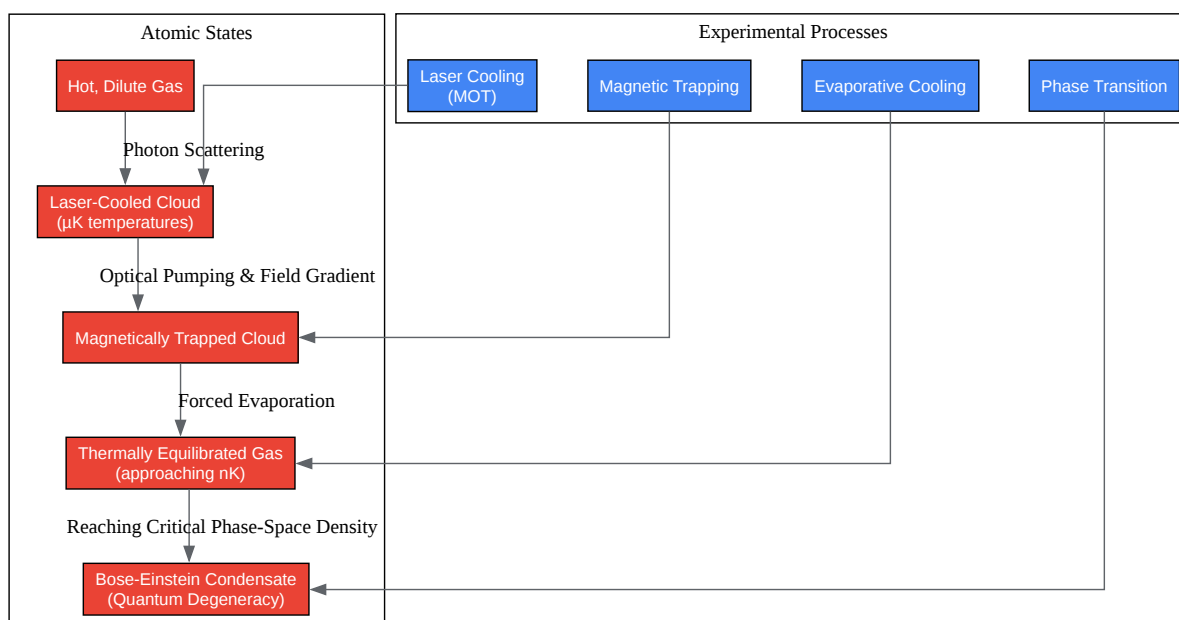 Atomic States
Experimental Processes
Hot, Dilute Gas
Laser Cooling
(MOT)
Magnetic Trapping
Evaporative Cooling
Phase Transition
Photon Scattering
Laser-Cooled Cloud
(µK temperatures)
Optical Pumping & Field Gradient
Magnetically Trapped Cloud
Forced Evaporation
Thermally Equilibrated Gas
(approaching nK)
Reaching Critical Phase-Space Density
Bose-Einstein Condensate
(Quantum Degeneracy)